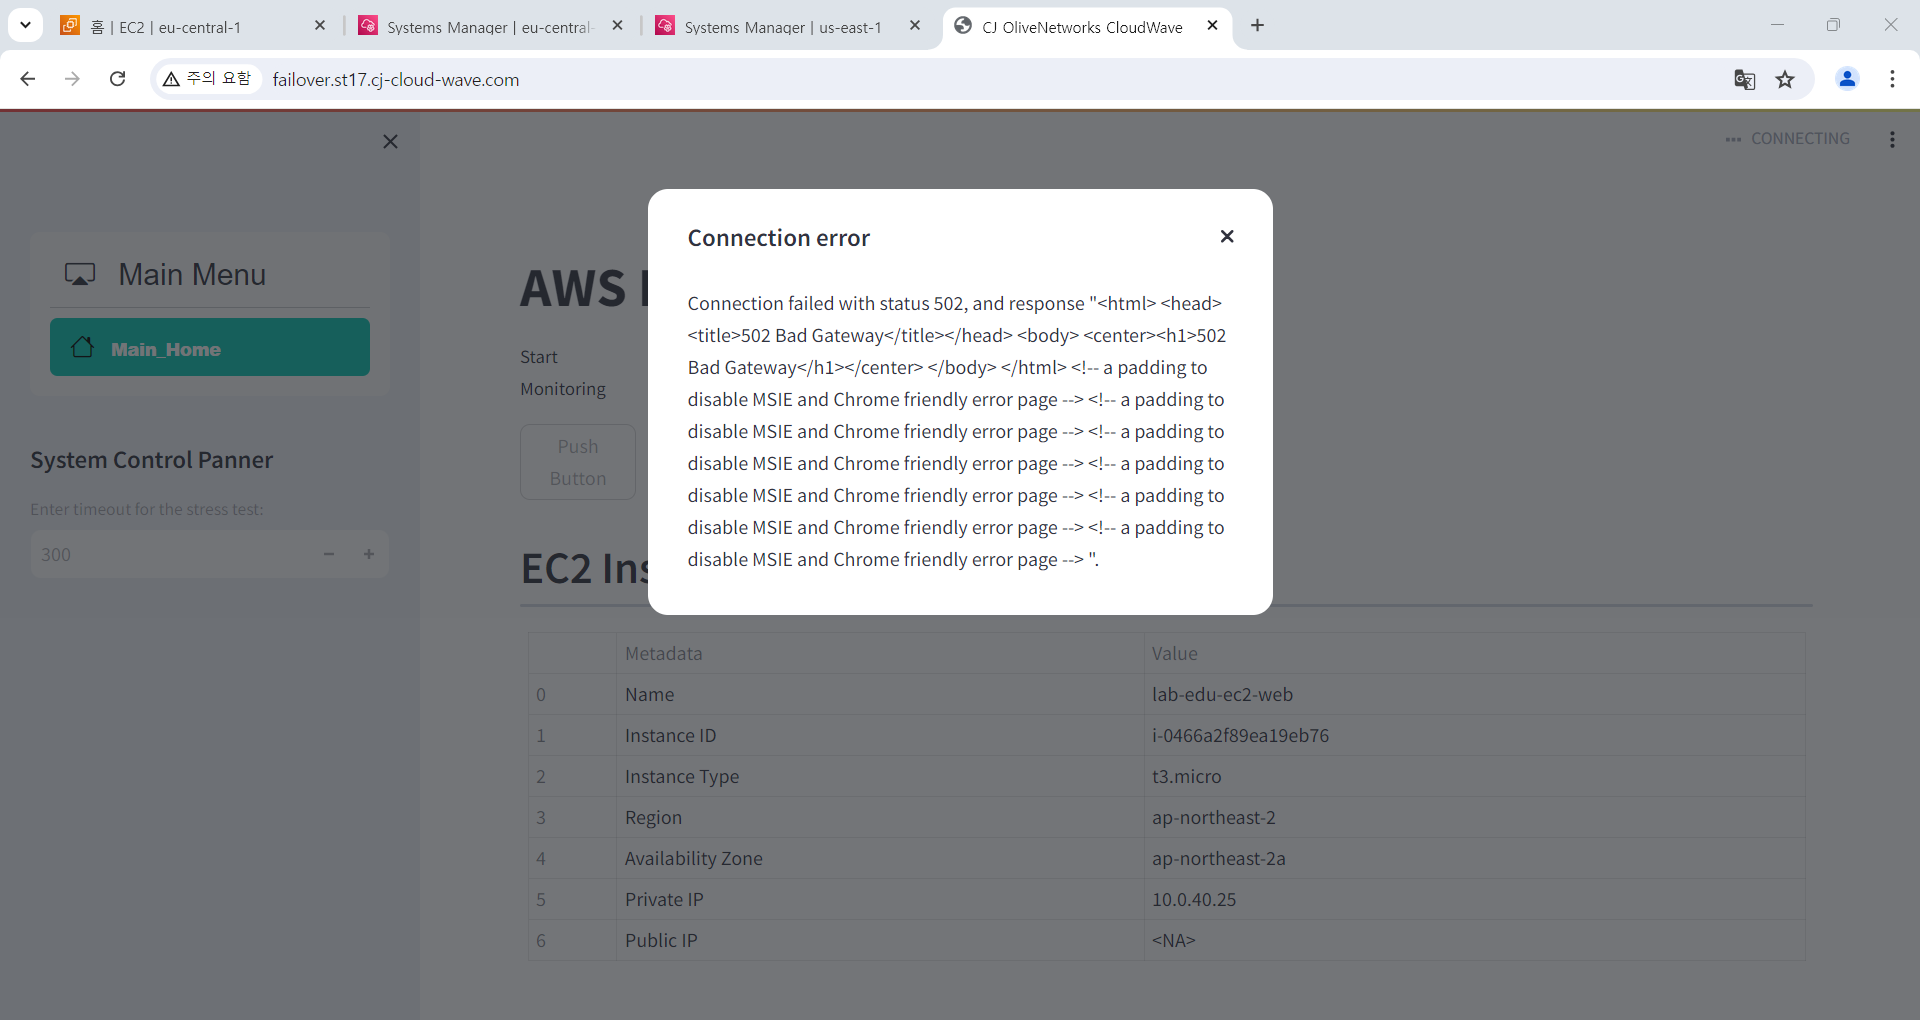 홈 | EC2 | eu-central-1
Systems Manager | eu-central-
Systems Manager | us-east-1
CJ OliveNetworks CloudWave
주의 요함
failover.st17.cj-cloud-wave.com
CONNECTING
Main Menu
Main_Home
System Control Panner
Enter timeout for the stress test:
300
AWS
Start
Monitoring
Push
Button
EC2 Ins
Connection error
Connection failed with status 502, and response "<html> <head>
<title>502 Bad Gateway</title></head> <body> <center><h1>502
Bad Gateway</h1></center> </body> </html> <!-- a padding to
disable MSIE and Chrome friendly error page --> <!-- a padding to
disable MSIE and Chrome friendly error page --> <!-- a padding to
disable MSIE and Chrome friendly error page --> <!-- a padding to
disable MSIE and Chrome friendly error page --> <!-- a padding to
disable MSIE and Chrome friendly error page --> <!-- a padding to
disable MSIE and Chrome friendly error page --> ".
Metadata Value
0 Name lab-edu-ec2-web
1 Instance ID i-0466a2f89ea19eb76
2 Instance Type t3.micro
3 Region ap-northeast-2
4 Availability Zone ap-northeast-2a
5 Private IP 10.0.40.25
6 Public IP <NA>